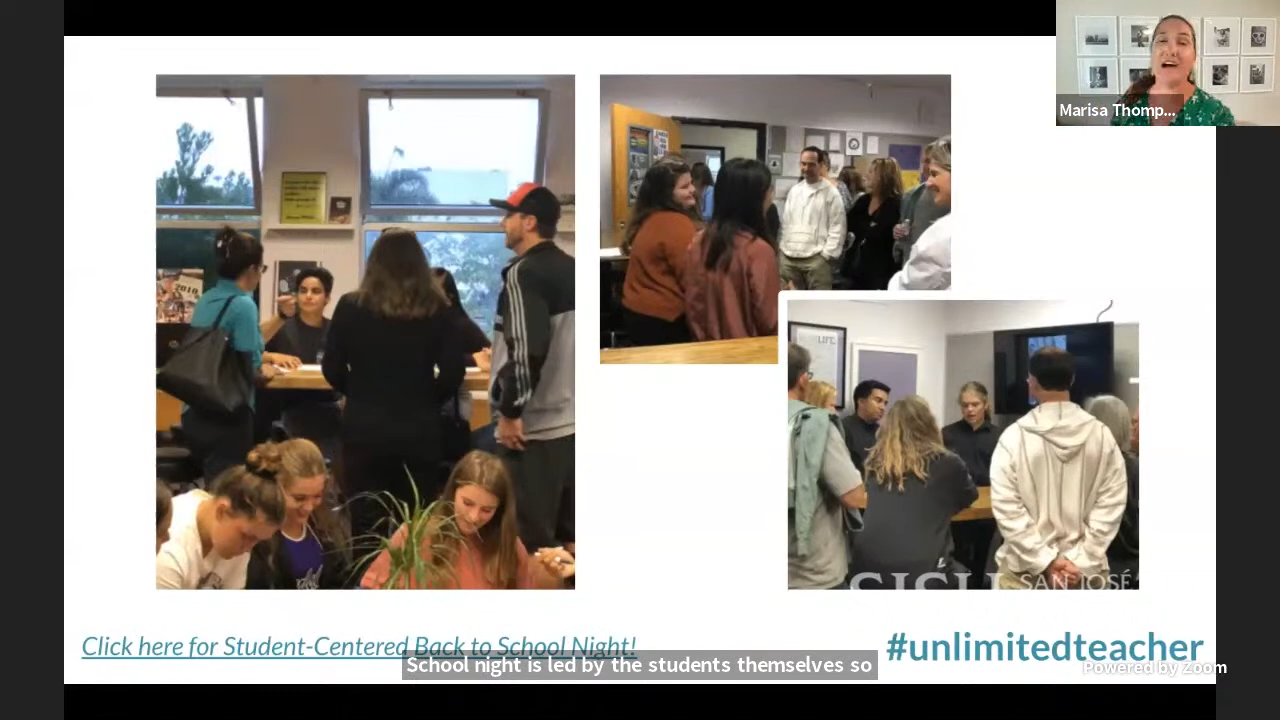 Marisa Thomp...
2019
LIFE
SJSU SAN JOSÉ
Click here for Student-Centered Back to School Night!
#unlimitedteacher
School night is led by the students themselves so
Powered by Zoom